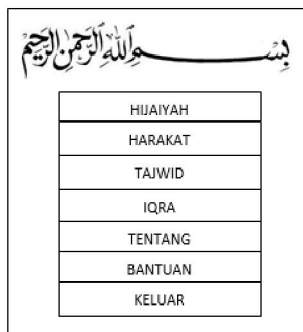 بِسْمِ اللهِ الرَّحْمٰنِ الرَّحِيْمِ
HIJAIYAH
HARAKAT
TAJWID
IQRA
TENTANG
BANTUAN
KELUAR